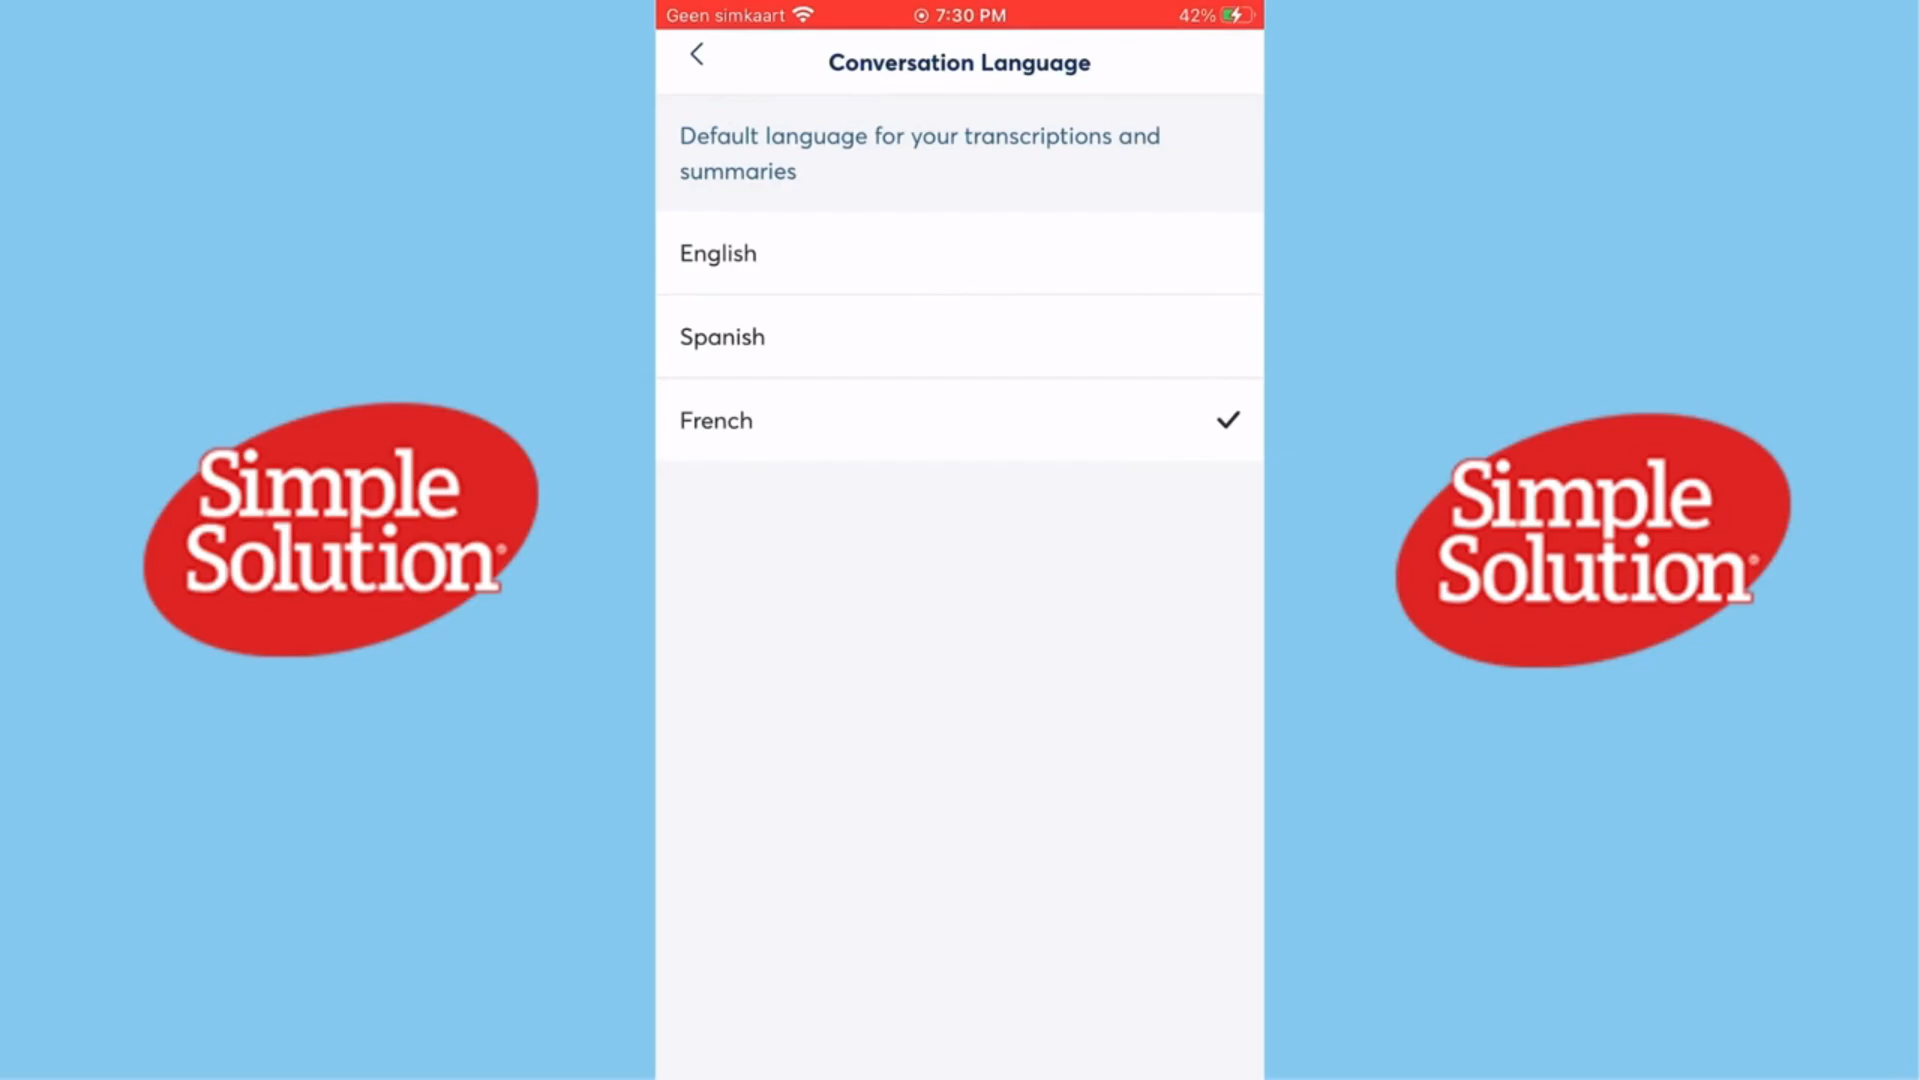 Geen simkaart
7:30 PM
42%
Conversation Language
Default language for your transcriptions and
summaries
English
Spanish
French
Simple
Solution®
Simple
Solution®